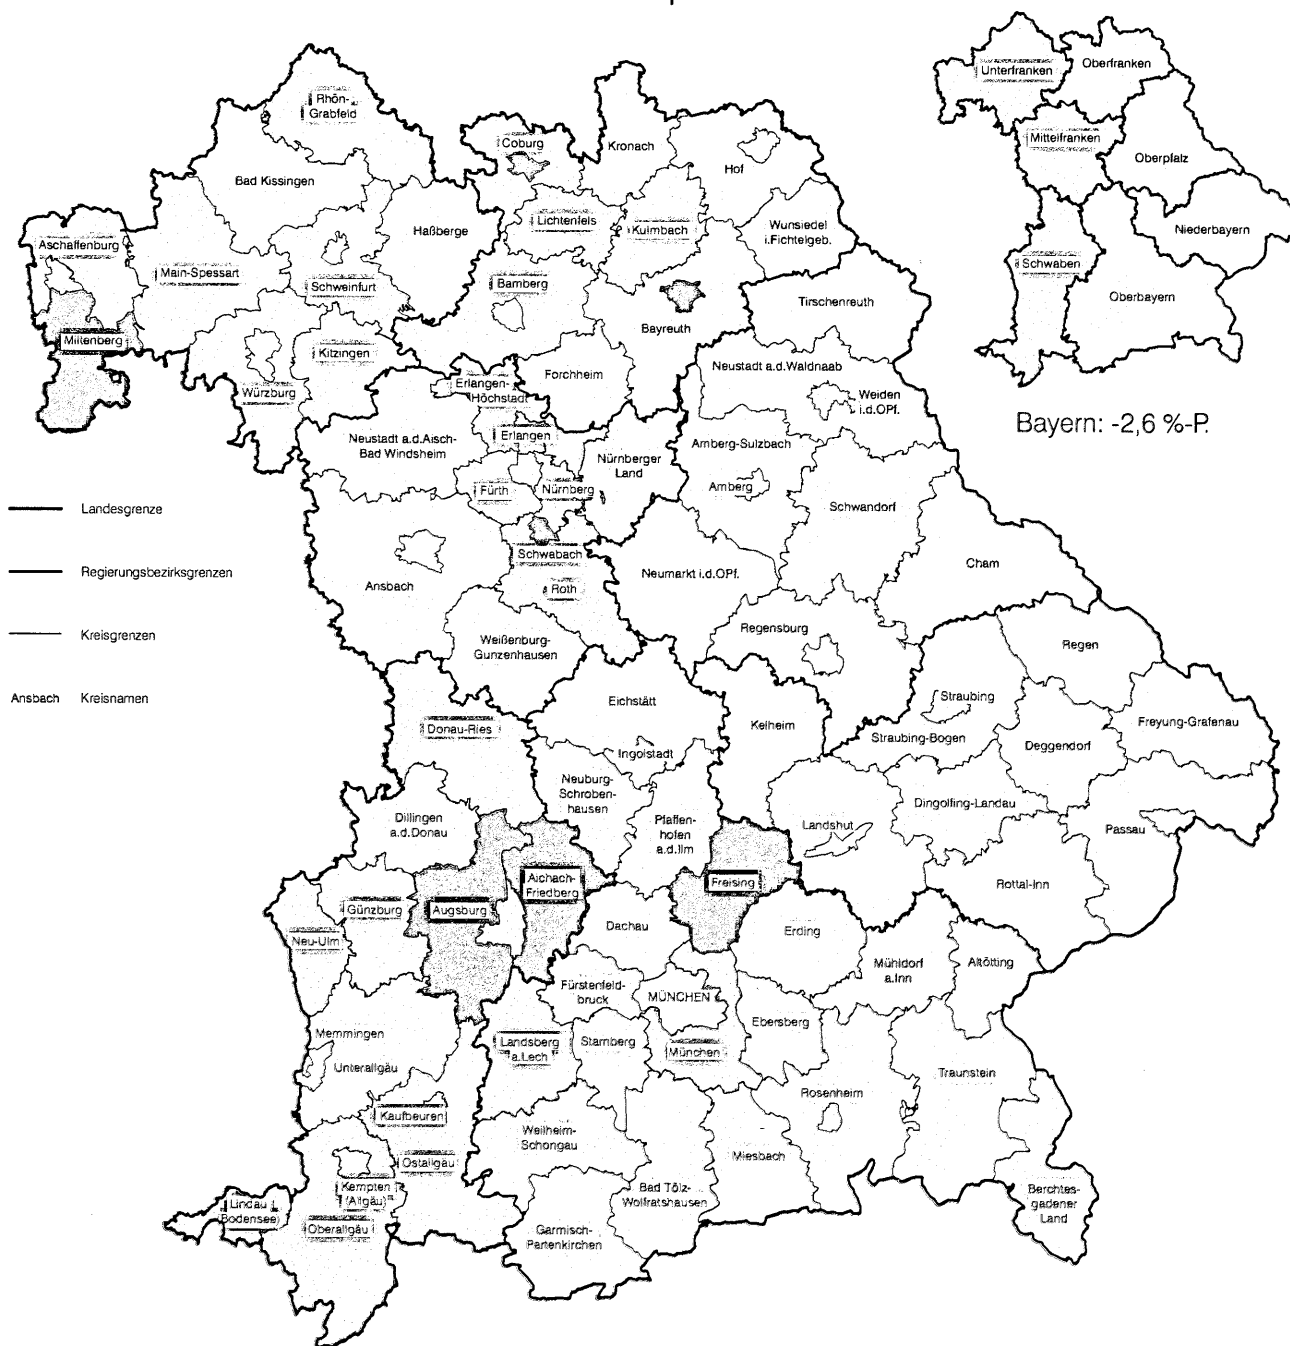 Unterfranken
Oberfranken
Mittelfranken
Oberpfalz
Niederbayern
Schwaben
Oberbayern
Bayern: -2,6 %-P.
Rhön-
Grabfeld
Coburg
Kronach
Hof
Bad Kissingen
Lichtenfels
Kulmbach
Wunsiedel
i.Fichtelgeb.
Haßberge
Aschaffenburg
Main-Spessart
Schweinfurt
Bamberg
Bayreuth
Tirschenreuth
Miltenberg
Kitzingen
Würzburg
Erlangen-
Höchstadt
Forchheim
Neustadt a.d.Waldnaab
Weiden
i.d.OPf.
Neustadt a.d.Aisch-
Bad Windsheim
Erlangen
Nürnberger
Land
Amberg-Sulzbach
Amberg
Fürth
Nürnberg
Schwandorf
Landesgrenze
Regierungsbezirksgrenzen
Kreisgrenzen
Ansbach Kreisnamen
Schwabach
Roth
Ansbach
Neumarkt i.d.OPf.
Cham
Weißenburg-
Gunzenhausen
Regensburg
Regen
Eichstätt
Kelheim
Straubing
Straubing-Bogen
Deggendorf
Freyung-Grafenau
Donau-Ries
Ingolstadt
Neuburg-
Schroben-
hausen
Dillingen
a.d.Donau
Pfaffen-
hofen
a.d.Ilm
Landshut
Dingolfing-Landau
Passau
Rottal-Inn
Aichach-
Friedberg
Freising
Günzburg
Augsburg
Neu-Ulm
Dachau
Erding
Mühldorf
a.Inn
Altötting
Fürstenfeld-
bruck
MÜNCHEN
Ebersberg
Memmingen
Unterallgäu
Landsberg
a.Lech
Starnberg
München
Traunstein
Rosenheim
Kaufbeuren
Weilheim-
Schongau
Miesbach
Ostallgäu
Kempten
(Allgäu)
Bad Tölz-
Wolfratshausen
Berchtes-
gadener
Land
Lindau
(Bodensee)
Oberallgäu
Garmisch-
Partenkirchen